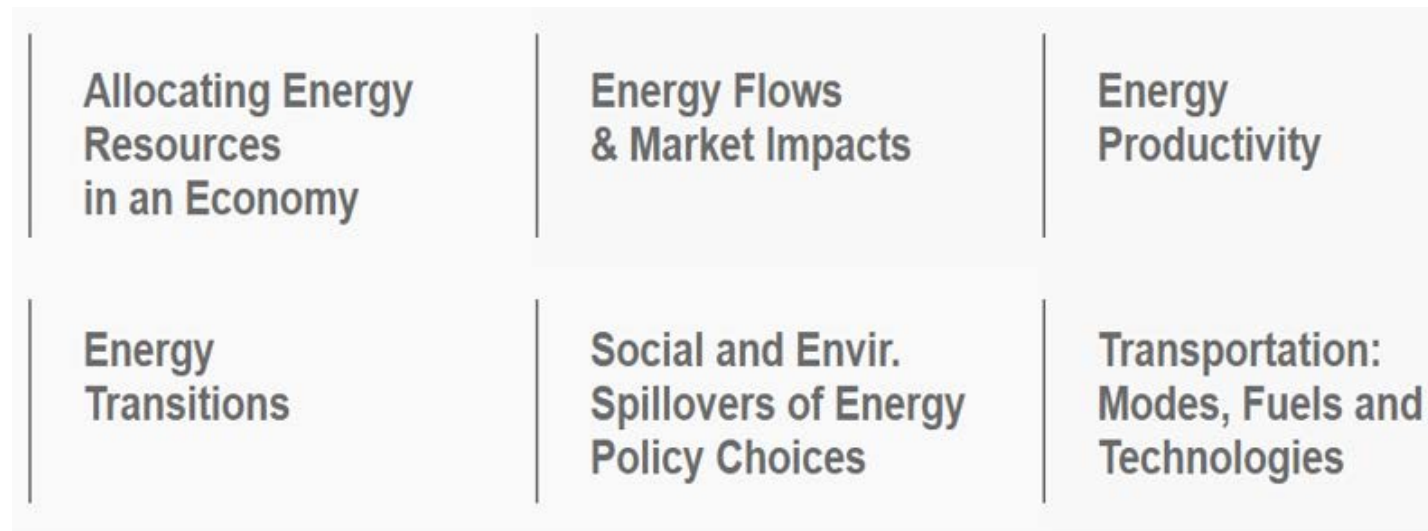 Allocating Energy
Resources
in an Economy
Energy Flows
& Market Impacts
Energy
Productivity
Energy
Transitions
Social and Envir.
Spillovers of Energy
Policy Choices
Transportation:
Modes, Fuels and
Technologies